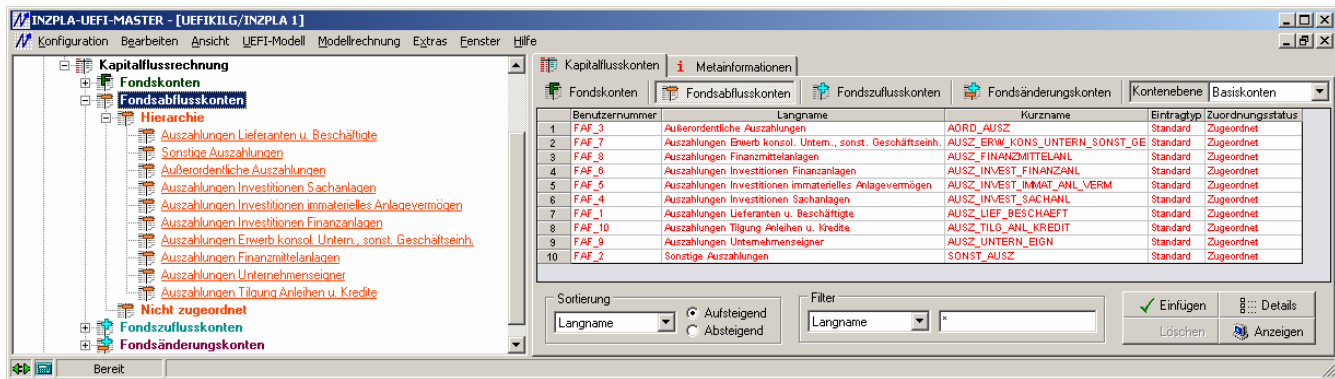 INZPLA-UEFI-MASTER - [UEFIKILG/INZPLA 1]
Konfiguration Bearbeiten Ansicht UEFI-Modell Modellrechnung Extras Fenster Hilfe
Kapitalflussrechnung
Fondskonten
Fondsabflusskonten
Hierarchie
Auszahlungen Lieferanten u. Beschäftigte
Sonstige Auszahlungen
Außerordentliche Auszahlungen
Auszahlungen Investitionen Sachanlagen
Auszahlungen Investitionen immaterielles Anlagevermögen
Auszahlungen Investitionen Finanzanlagen
Auszahlungen Erwerb konsol. Untern., sonst. Geschäftseinh.
Auszahlungen Finanzmittelanlagen
Auszahlungen Unternehmenseigner
Auszahlungen Tilgung Anleihen u. Kredite
Nicht zugeordnet
Fondszuflusskonten
Fondsänderungskonten
Kapitalflusskonten i Metainformationen
Fondskonten Fondsabflusskonten Fondszuflusskonten Fondsänderungskonten Kontenebene Basiskonten
Benutzernummer Langname Kurzname Eintragtyp Zuordnungsstatus
1 FAF_3 Außerordentliche Auszahlungen AORD_AUSZ Standard Zugeordnet
2 FAF_7 Auszahlungen Erwerb konsol. Untern., sonst. Geschäftseinh. AUSZ_ERW_KONS_UNTERN_SONST_GE Standard Zugeordnet
3 FAF_8 Auszahlungen Finanzmittelanlagen AUSZ_FINANZMITTELANL Standard Zugeordnet
4 FAF_6 Auszahlungen Investitionen Finanzanlagen AUSZ_INVEST_FINANZANL Standard Zugeordnet
5 FAF_5 Auszahlungen Investitionen immaterielles Anlagevermögen AUSZ_INVEST_IMMAT_ANL_VERM Standard Zugeordnet
6 FAF_4 Auszahlungen Investitionen Sachanlagen AUSZ_INVEST_SACHANL Standard Zugeordnet
7 FAF_1 Auszahlungen Lieferanten u. Beschäftigte AUSZ_LIEF_BESCHAEFT Standard Zugeordnet
8 FAF_10 Auszahlungen Tilgung Anleihen u. Kredite AUSZ_TILG_ANL_KREDIT Standard Zugeordnet
9 FAF_9 Auszahlungen Unternehmenseigner AUSZ_UNTERN_EIGN Standard Zugeordnet
10 FAF_2 Sonstige Auszahlungen SONST_AUSZ Standard Zugeordnet
Sortierung
Langname
Aufsteigend
Absteigend
Filter
Langname *
Einfügen Details
Löschen Anzeigen
Bereit